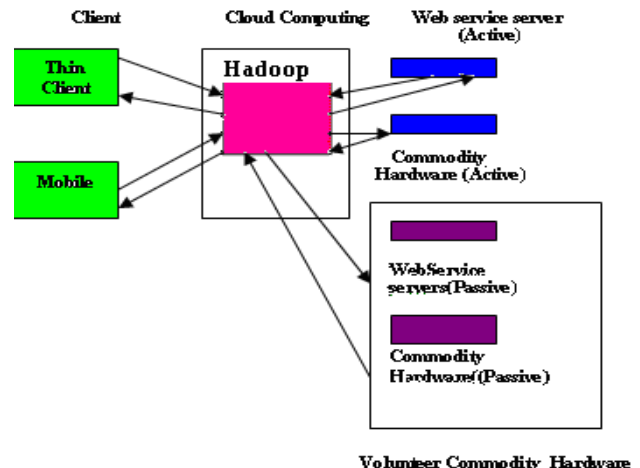 Client
Cloud Computing
Web service server
(Active)
Thin
Client
Hadoop
Mobile
Commodity
Hardware (Active)
WebService
servers(Passive)
Commodity
Hardware((Passive)
Volunteer Commodity Hardware